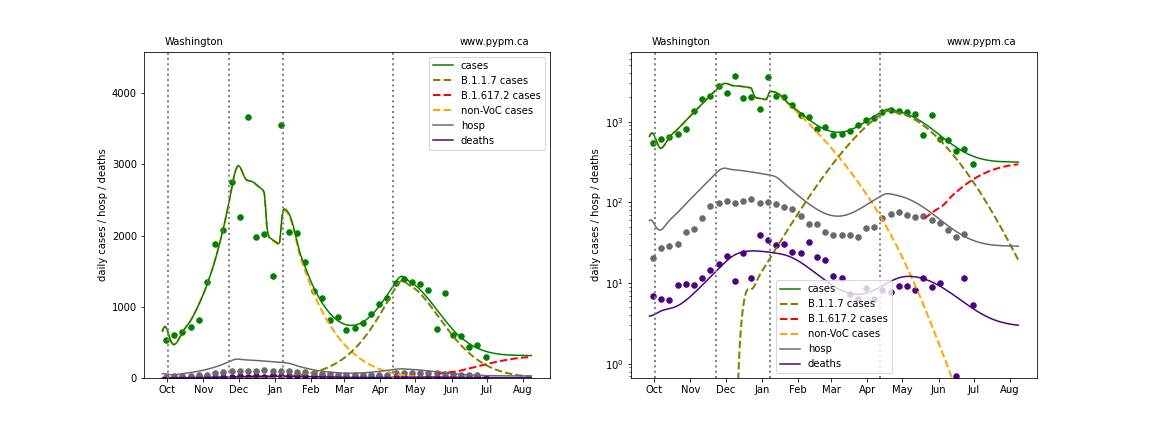 Washington www.pypm.ca
daily cases / hosp / deaths
4000
3000
2000
1000
0
Oct Nov Dec Jan Feb Mar Apr May Jun Jul Aug
cases
B.1.1.7 cases
B.1.617.2 cases
non-VoC cases
hosp
deaths
Washington www.pypm.ca
daily cases / hosp / deaths
10³
10²
10¹
10⁰
Oct Nov Dec Jan Feb Mar Apr May Jun Jul Aug
cases
B.1.1.7 cases
B.1.617.2 cases
non-VoC cases
hosp
deaths